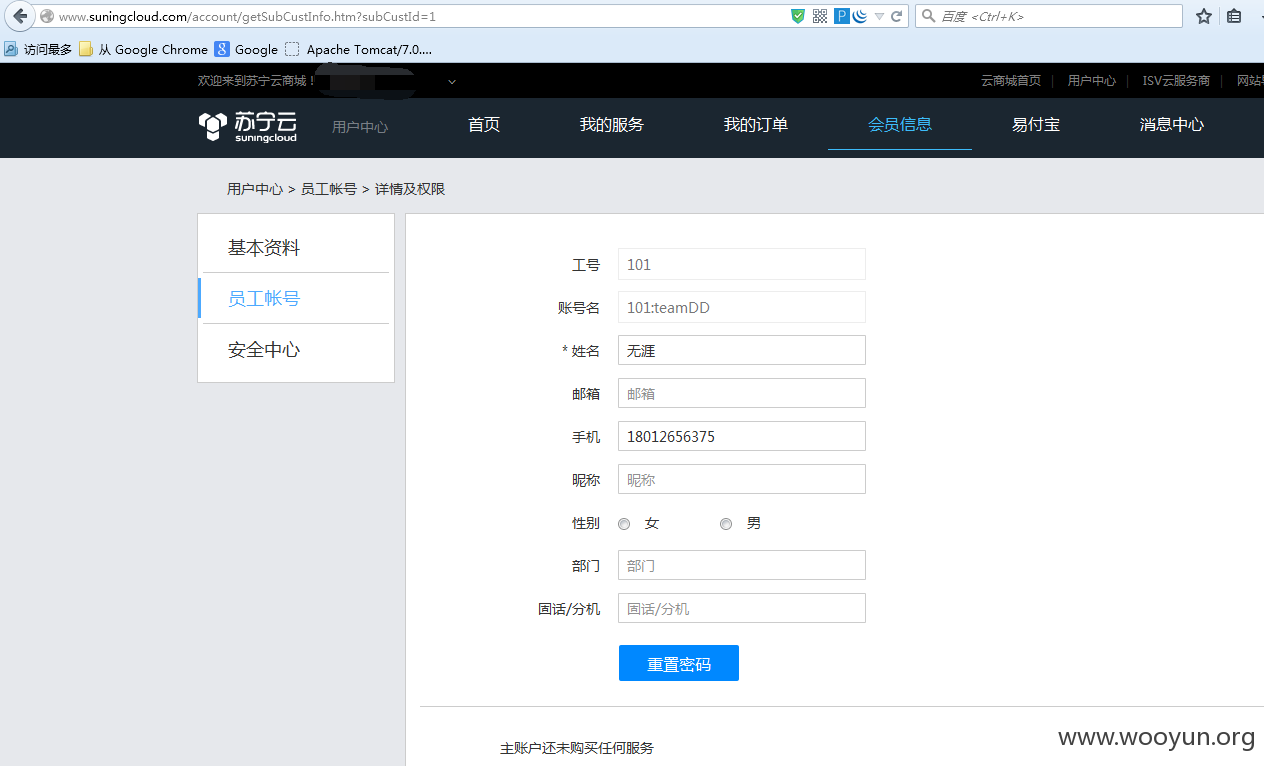 www.suningcloud.com/account/getSubCustInfo.htm?subCustId=1
百度 <Ctrl+K>
访问最多 从 Google Chrome Google Apache Tomcat/7.0....
欢迎来到苏宁云商城！
云商城首页 | 用户中心 | ISV云服务商 | 网站
苏宁云 suningcloud 用户中心 首页 我的服务 我的订单 会员信息 易付宝 消息中心
用户中心 > 员工帐号 > 详情及权限
基本资料
员工帐号
安全中心
工号 101
账号名 101:teamDD
* 姓名 无涯
邮箱 邮箱
手机 18012656375
昵称 昵称
性别 女 男
部门 部门
固话/分机 固话/分机
重置密码
主账户还未购买任何服务
www.wooyun.org